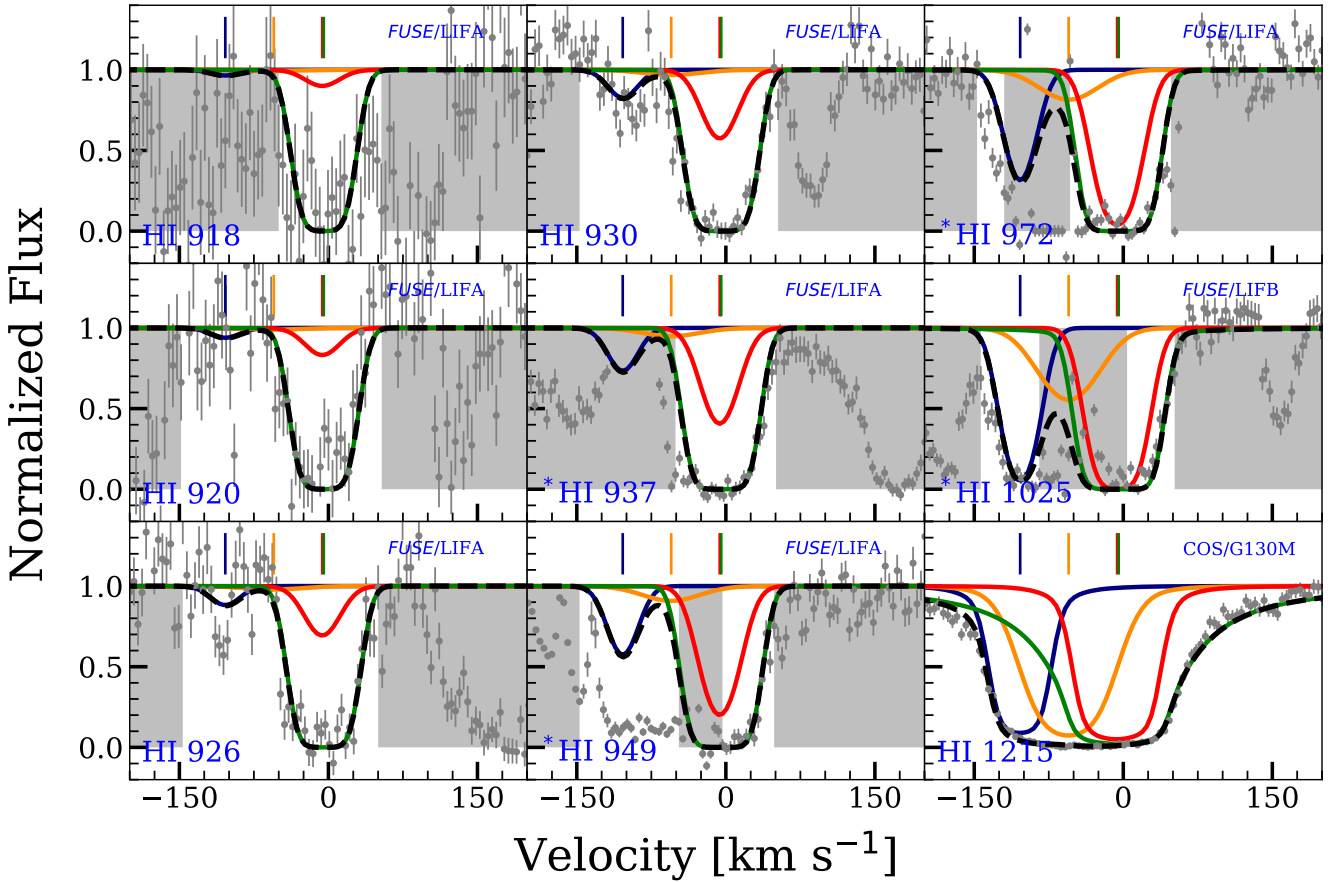 FUSE/LIFA
FUSE/LIFA
FUSE/LIFA
1.0
0.5
0.0
HI 918
HI 930
* HI 972
FUSE/LIFA
FUSE/LIFA
FUSE/LIFB
1.0
0.5
0.0
HI 920
* HI 937
* HI 1025
FUSE/LIFA
FUSE/LIFA
COS/G130M
1.0
0.5
0.0
HI 926
* HI 949
HI 1215
−150 0 150
−150 0 150
−150 0 150
Normalized Flux
Velocity [km s⁻¹]